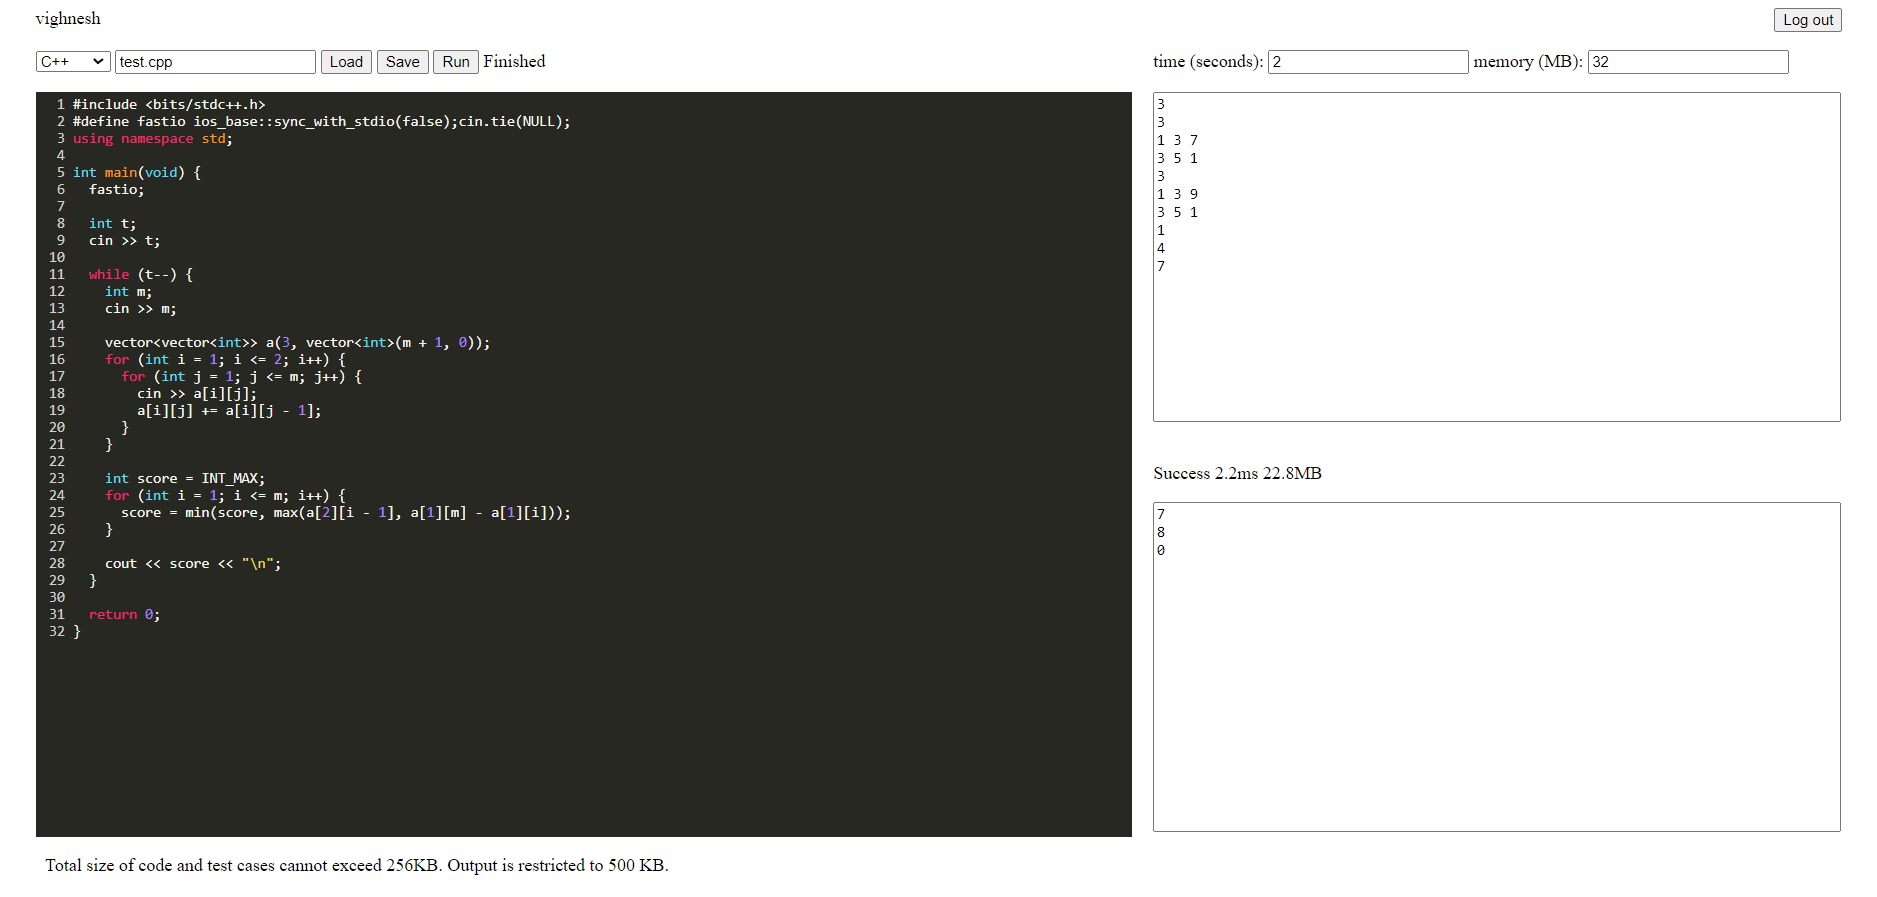 vighnesh
Log out
C++ test.cpp Load Save Run Finished
time (seconds): 2 memory (MB): 32
1 #include <bits/stdc++.h>
2 #define fastio ios_base::sync_with_stdio(false);cin.tie(NULL);
3 using namespace std;
4
5 int main(void) {
6   fastio;
7
8   int t;
9   cin >> t;
10
11   while (t--) {
12     int m;
13     cin >> m;
14
15     vector<vector<int>> a(3, vector<int>(m + 1, 0));
16     for (int i = 1; i <= 2; i++) {
17       for (int j = 1; j <= m; j++) {
18         cin >> a[i][j];
19         a[i][j] += a[i][j - 1];
20       }
21     }
22
23     int score = INT_MAX;
24     for (int i = 1; i <= m; i++) {
25       score = min(score, max(a[2][i - 1], a[1][m] - a[1][i]));
26     }
27
28     cout << score << "\n";
29   }
30
31   return 0;
32 }
3
3
1 3 7
3 5 1
3
1 3 9
3 5 1
1
4
7
Success 2.2ms 22.8MB
7
8
0
Total size of code and test cases cannot exceed 256KB. Output is restricted to 500 KB.